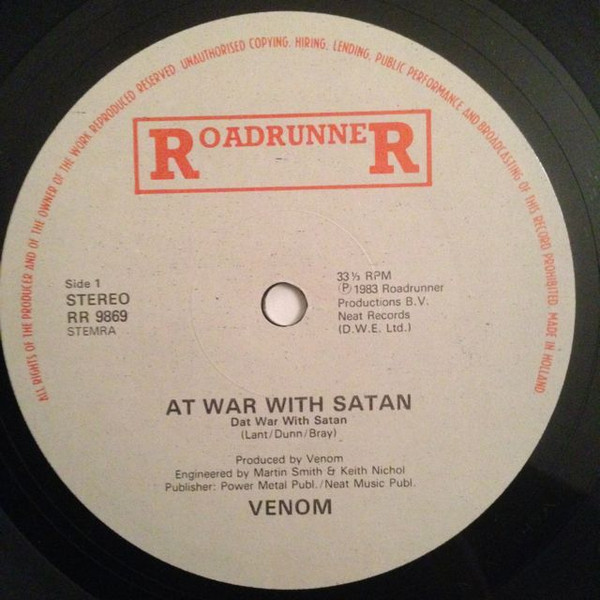 ALL RIGHTS OF THE PRODUCER AND OF THE OWNER OF THE WORK REPRODUCED RESERVED. UNAUTHORISED COPYING, HIRING, LENDING, PUBLIC PERFORMANCE AND BROADCASTING OF THIS RECORD PROHIBITED. MADE IN HOLLAND
ROADRUNNER
Side 1
STEREO
RR 9869
STEMRA
33⅓ RPM
Ⓟ 1983 Roadrunner
Productions B.V.
Neat Records
(D.W.E. Ltd.)
AT WAR WITH SATAN
Dat War With Satan
(Lant/Dunn/Bray)
Produced by Venom
Engineered by Martin Smith & Keith Nichol
Publisher: Power Metal Publ./Neat Music Publ.
VENOM